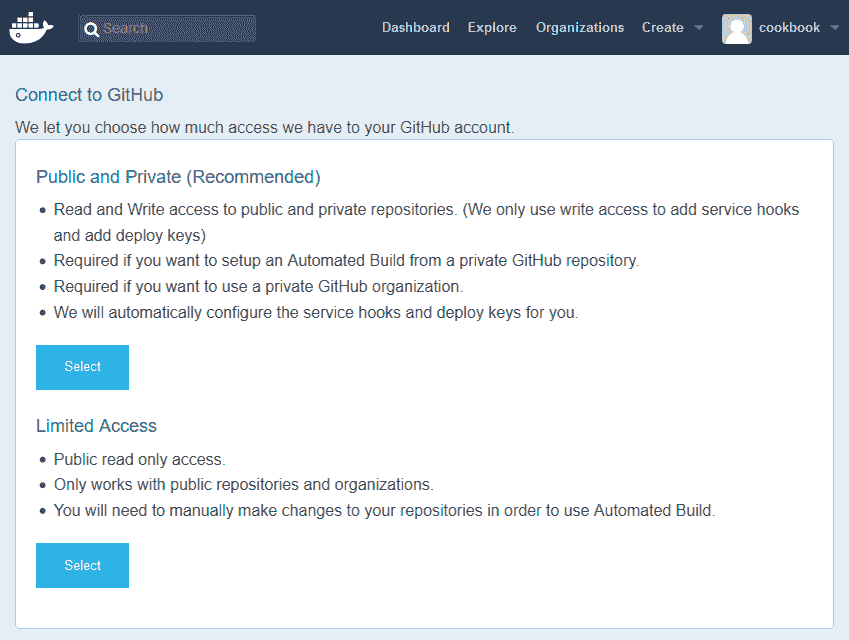 Search Dashboard Explore Organizations Create cookbook
Connect to GitHub
We let you choose how much access we have to your GitHub account.
Public and Private (Recommended)
Read and Write access to public and private repositories. (We only use write access to add service hooks
and add deploy keys)
Required if you want to setup an Automated Build from a private GitHub repository.
Required if you want to use a private GitHub organization.
We will automatically configure the service hooks and deploy keys for you.
Select
Limited Access
Public read only access.
Only works with public repositories and organizations.
You will need to manually make changes to your repositories in order to use Automated Build.
Select